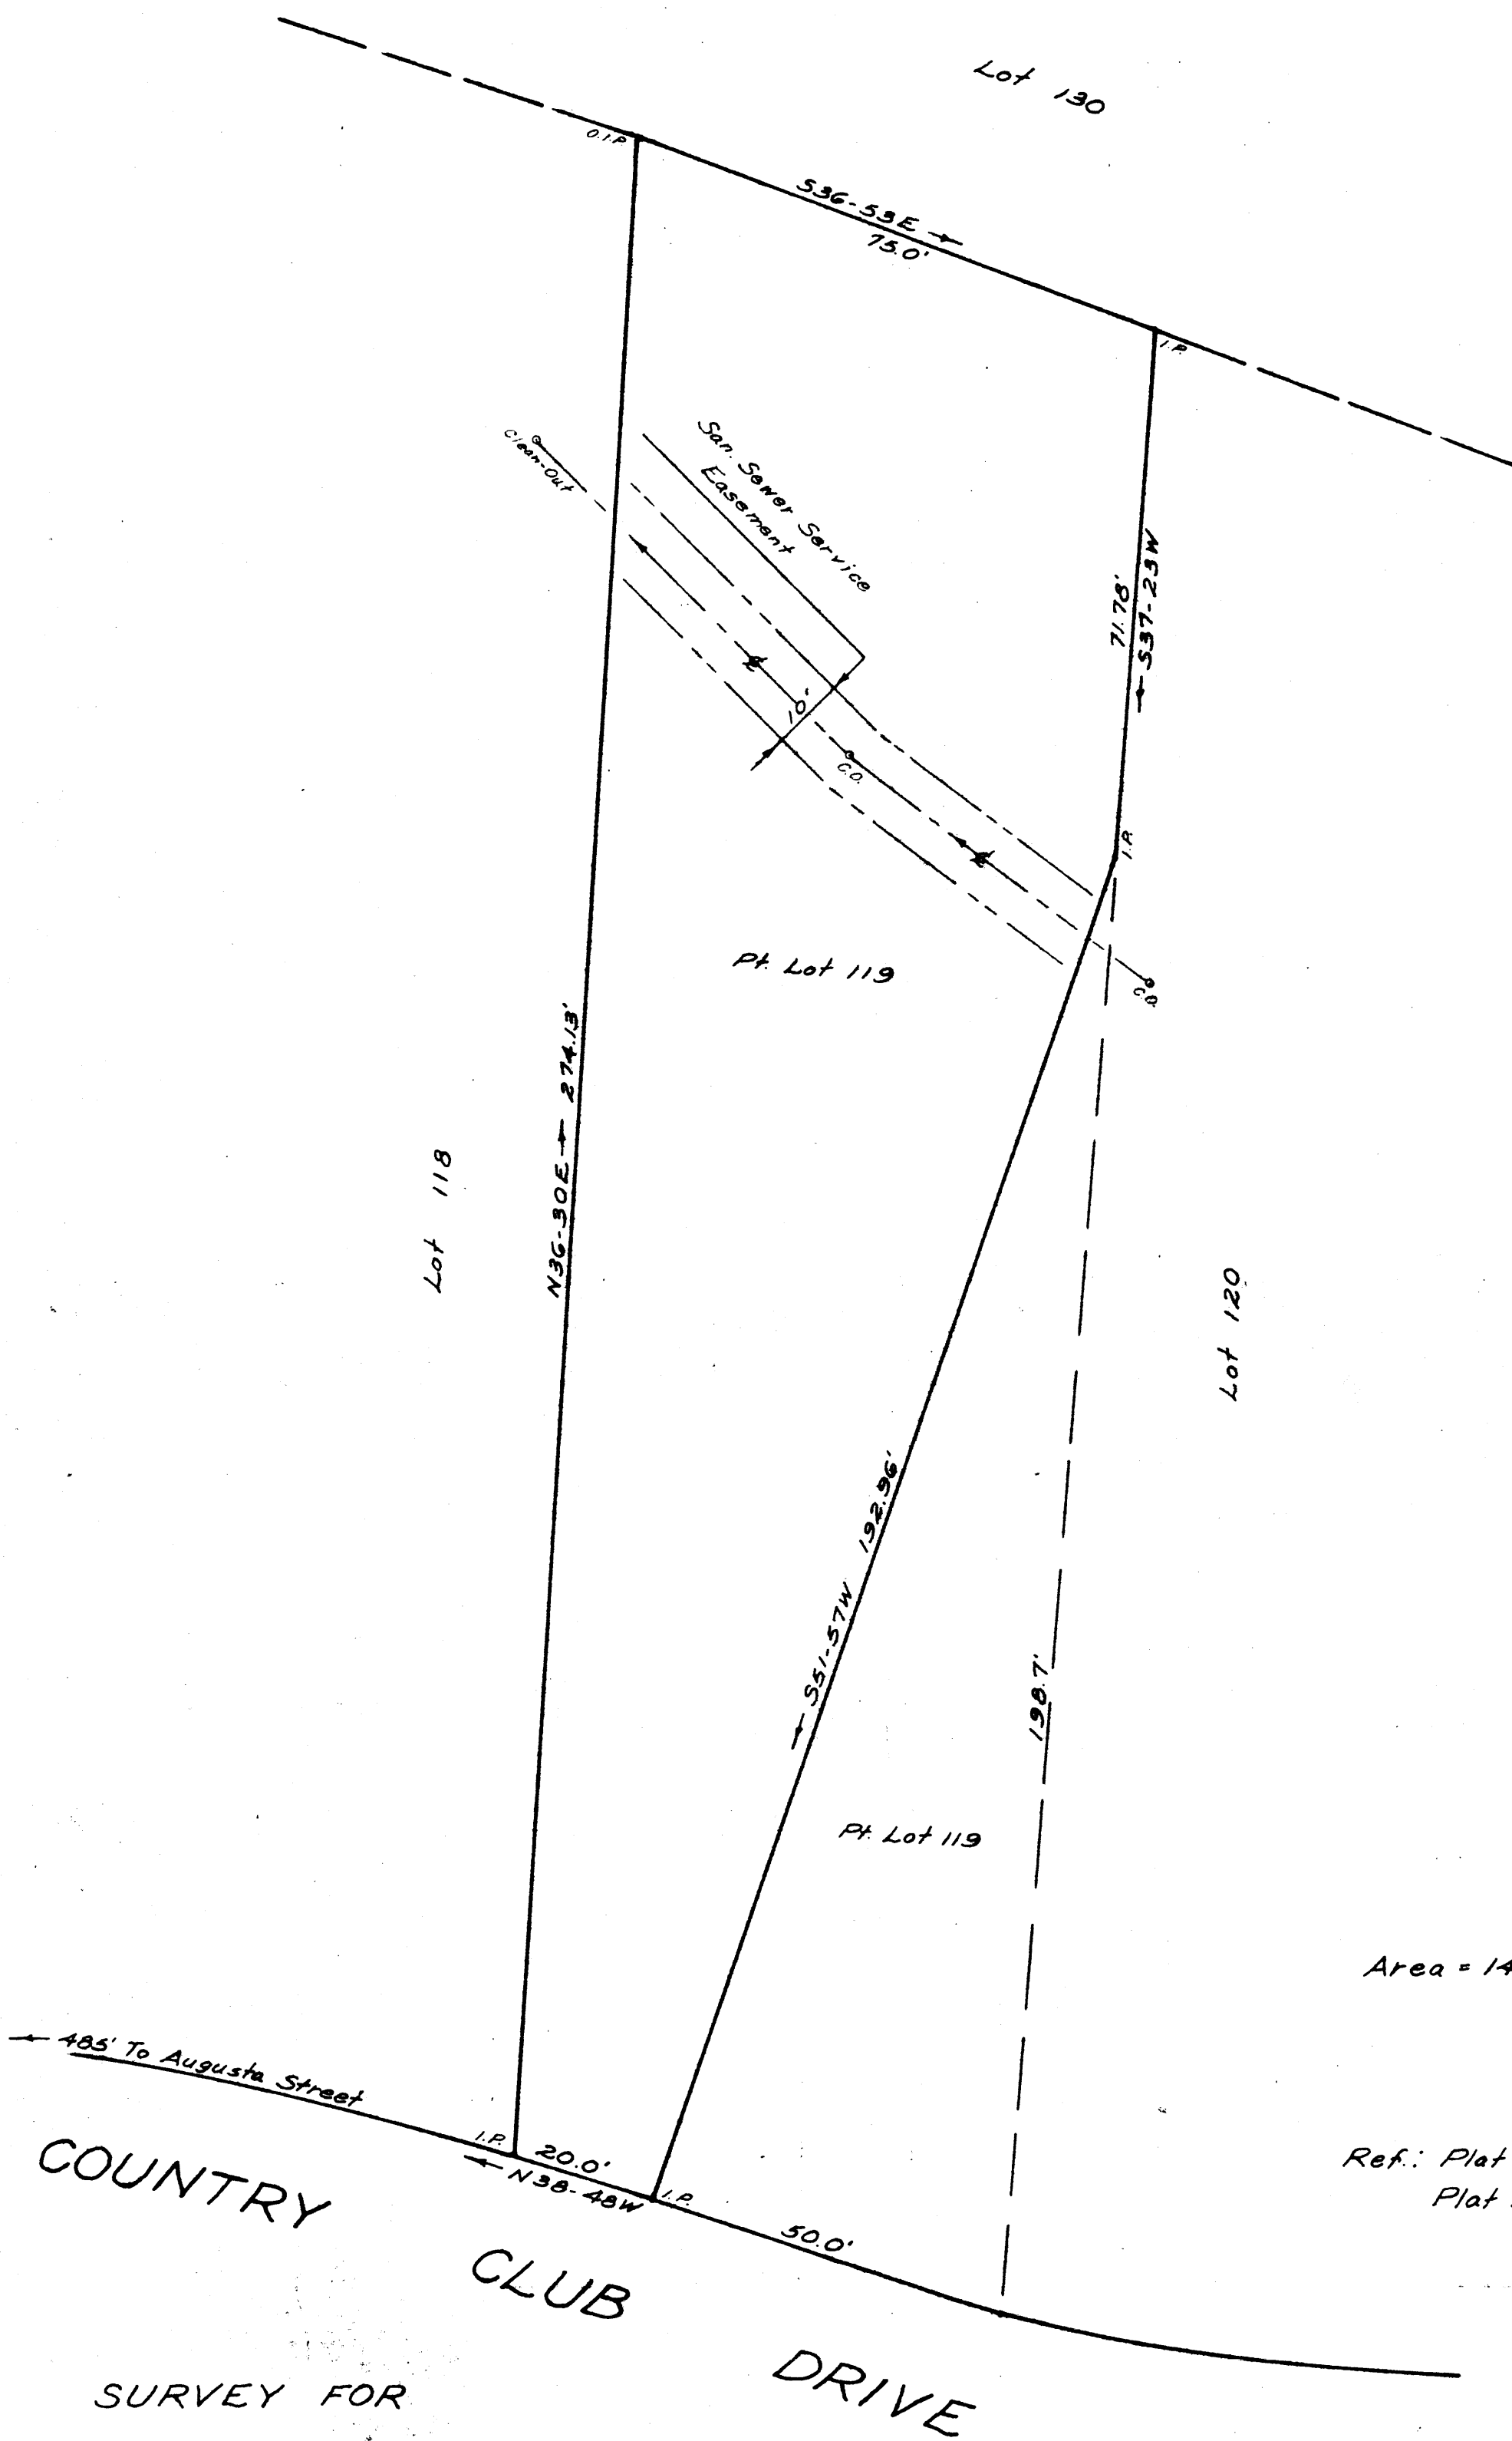 Lot 130
O.I.P.
S36-53E
75.0'
I.P.
Clean-Out
San. Sewer Service
Easement
71.78'
S37-23W
10'
C.O.
I.P.
C.O.
Pt. Lot 119
N36-30E 274.13'
Lot 118
Lot 120
S51-57W 192.96'
198.7'
Pt. Lot 119
Area = 14
485' To Augusta Street
I.P.
20.0'
N38-48W
I.P.
50.0'
Ref.: Plat
Plat
COUNTRY CLUB DRIVE
SURVEY FOR